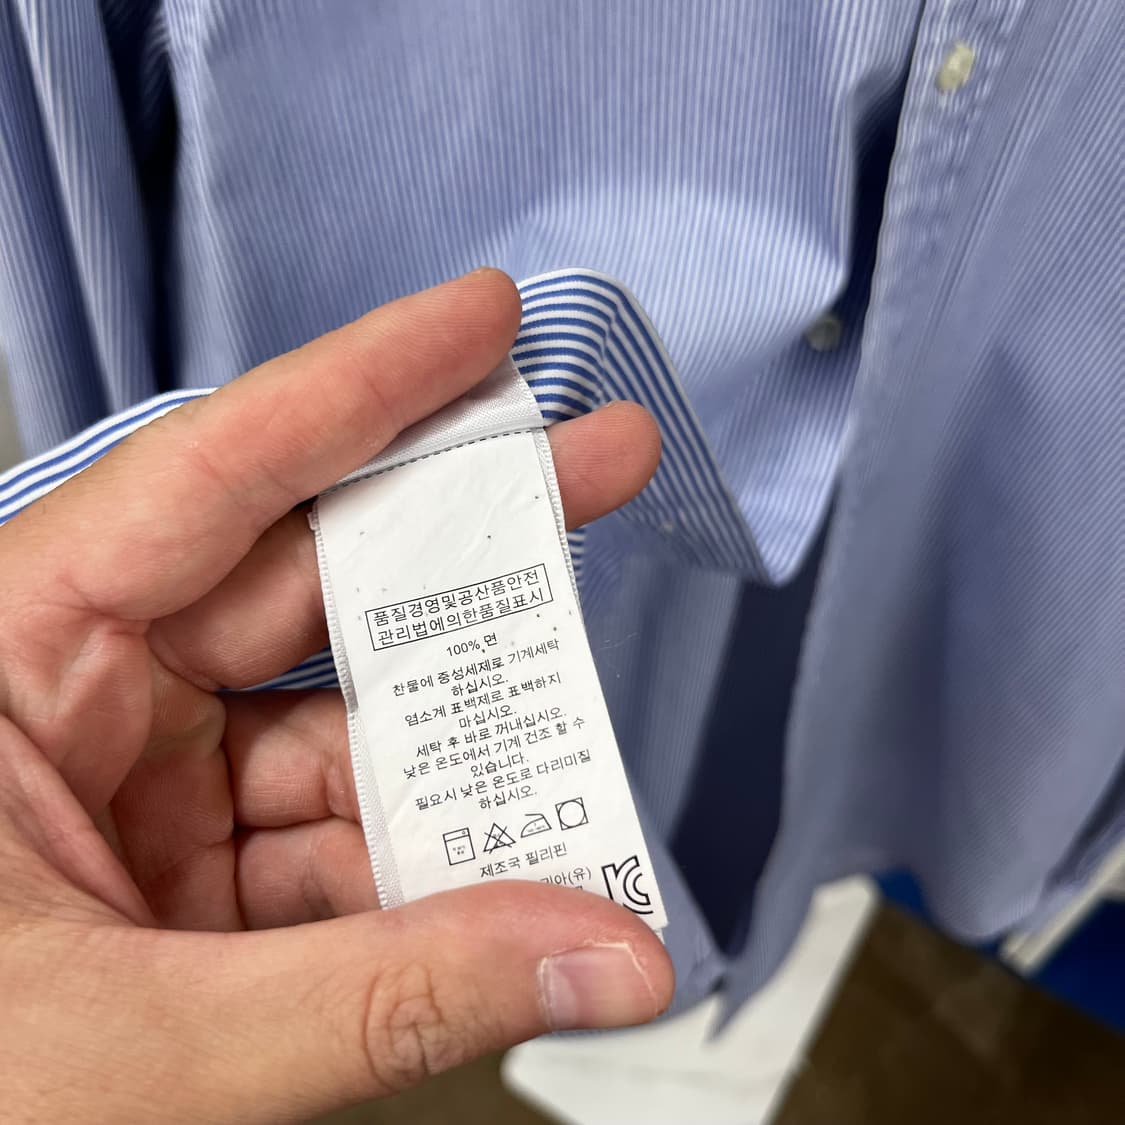 품질경영및공산품안전
관리법에의한품질표시
100% 면
찬물에 중성세제로 기계세탁
하십시오.
염소계 표백제로 표백하지
마십시오.
세탁 후 바로 꺼내십시오.
낮은 온도에서 기계 건조 할 수
있습니다.
필요시 낮은 온도로 다리미질
하십시오.
제조국 필리핀